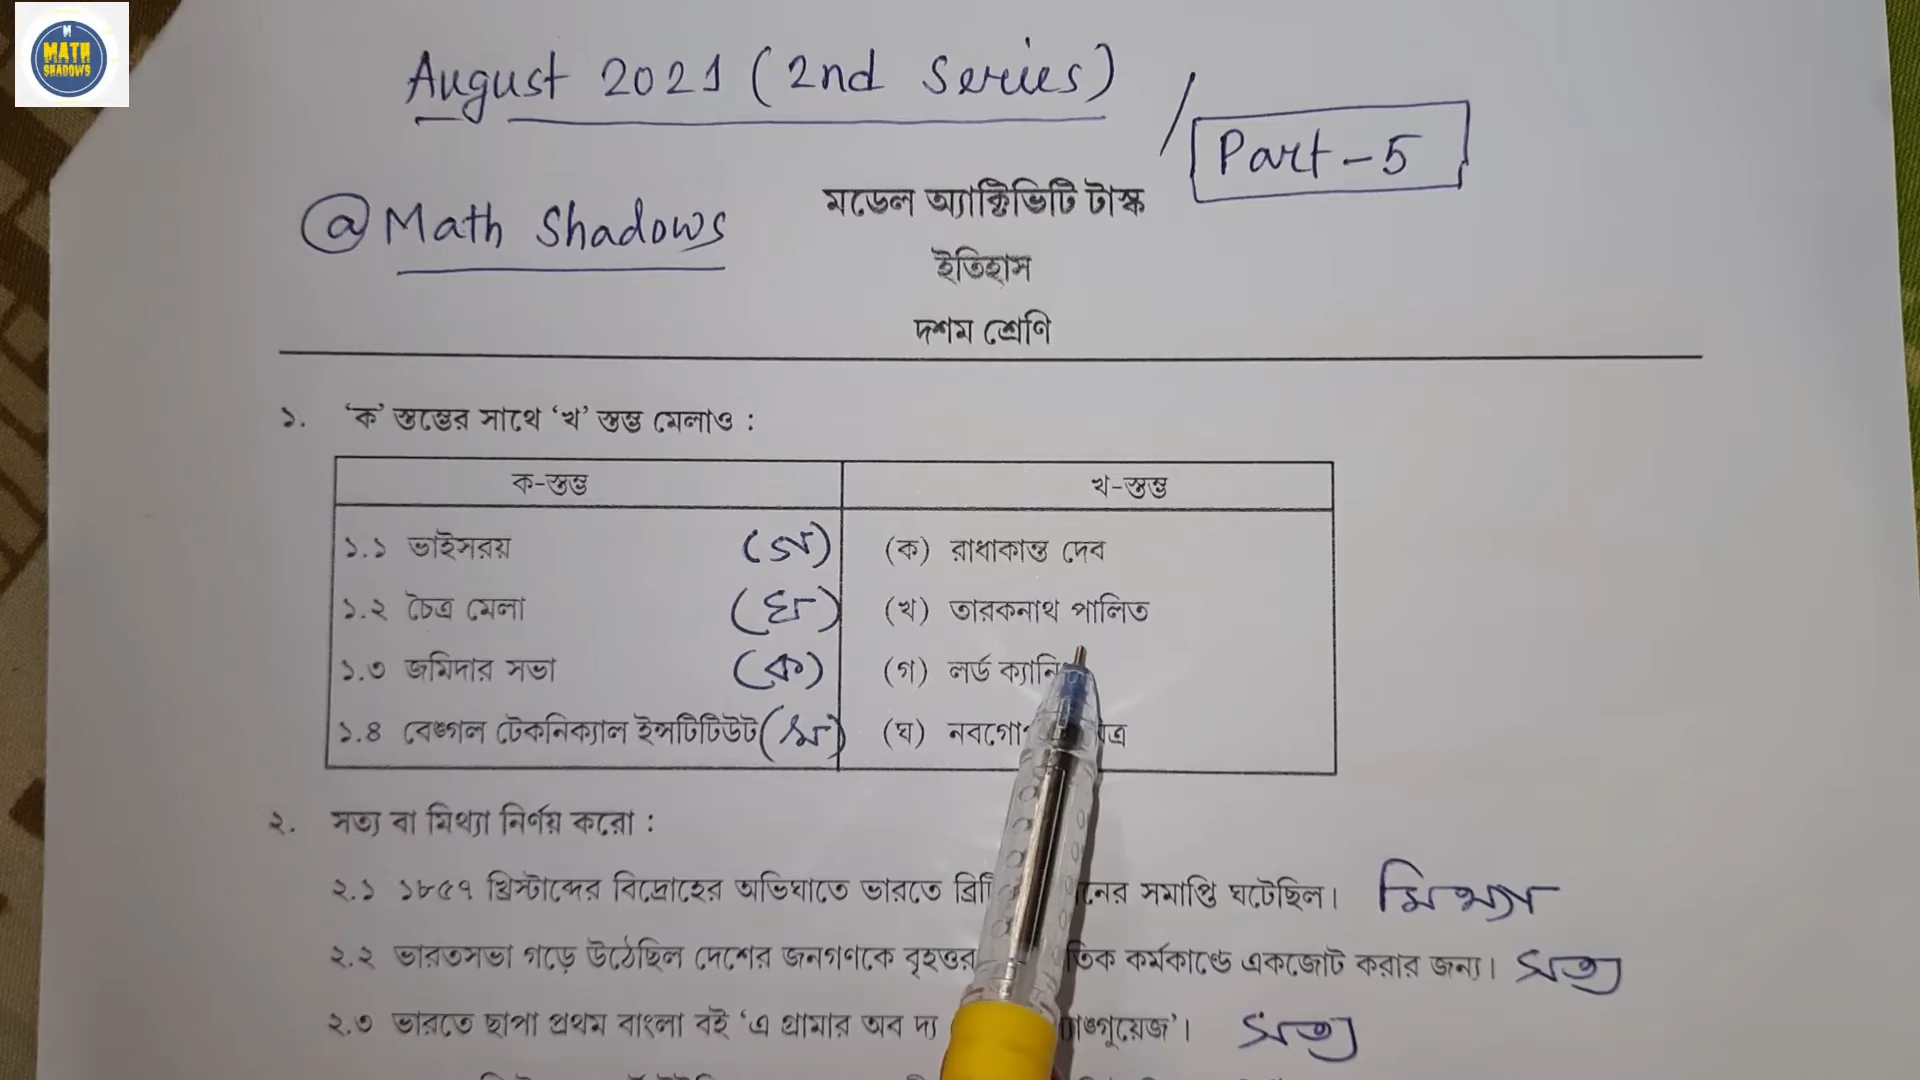 M
MATH
SHADOWS
August 2021 (2nd Series) / Part - 5
@Math Shadows
মডেল অ্যাক্টিভিটি টাস্ক
ইতিহাস
দশম শ্রেণি
১. ‘ক’ স্তম্ভের সাথে ‘খ’ স্তম্ভ মেলাও :
ক-স্তম্ভ খ-স্তম্ভ
১.১ ভাইসরয় (গ) (ক) রাধাকান্ত দেব
১.২ চৈত্র মেলা (ঘ) (খ) তারকনাথ পালিত
১.৩ জমিদার সভা (ক) (গ) লর্ড
১.৪ বেঙ্গল টেকনিক্যাল ইন্সটিটিউট (খ) (ঘ)
২. সত্য বা মিথ্যা নির্ণয় করো :
২.১ ১৮৫৭ খ্রিস্টাব্দের বিদ্রোহের অভিঘাতে ভারতে সমাপ্তি ঘটেছিল। মিথ্যা
২.২ ভারতসভা গড়ে উঠেছিল দেশের জনগণকে বৃহত্তর কর্মকাণ্ডে একজোট করার জন্য। সত্য
২.৩ ভারতে ছাপা প্রথম বাংলা বই ‘এ গ্রামার অব দ্য সত্য